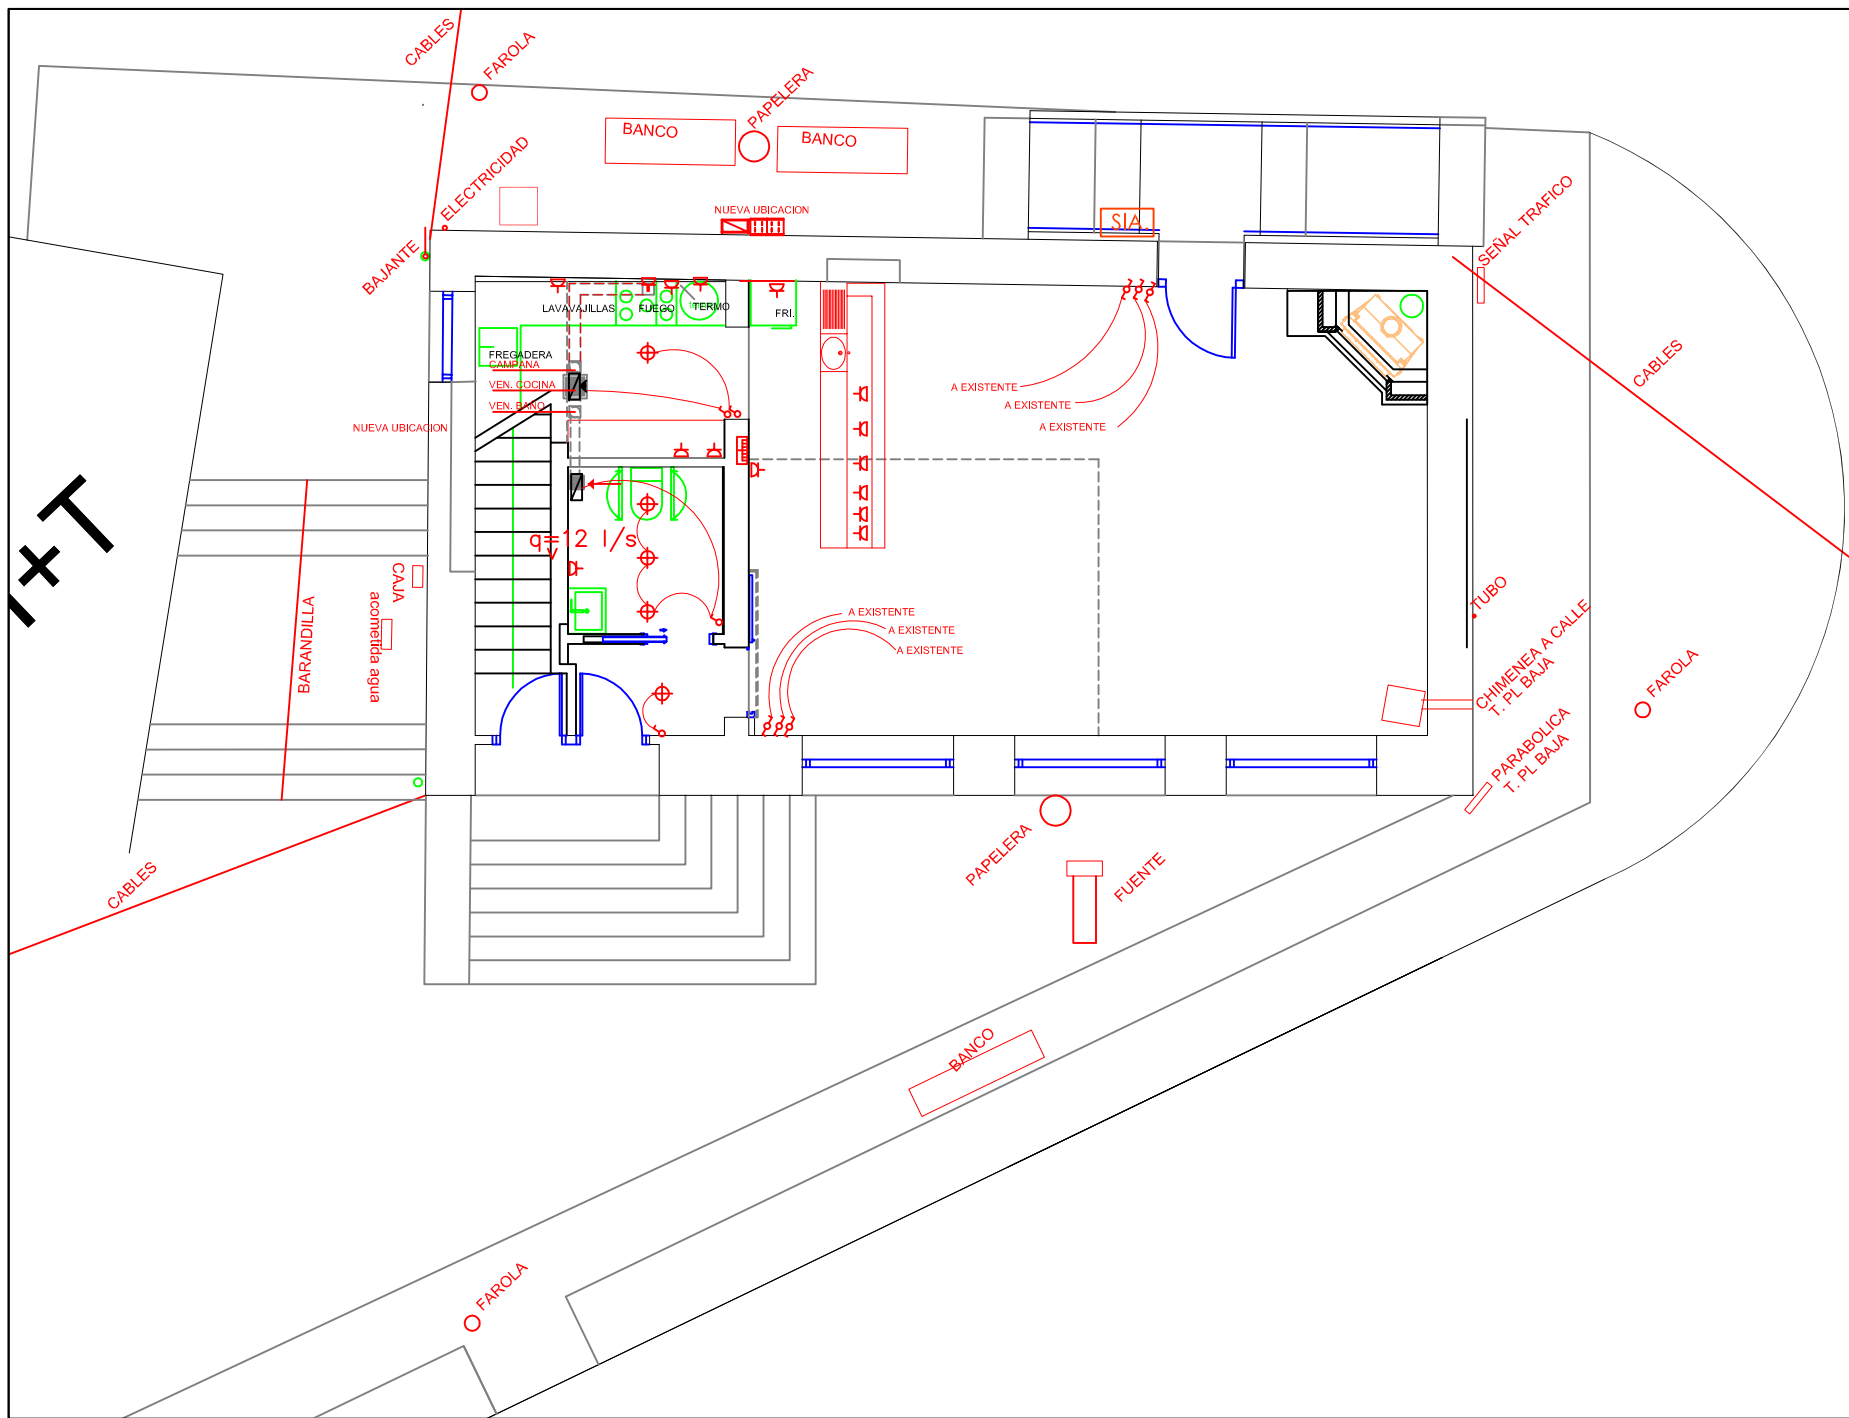 CABLES
FAROLA
PAPELERA
BANCO
BANCO
ELECTRICIDAD
NUEVA UBICACION
SIA.
SEÑAL TRAFICO
BAJANTE
LAVAVAJILLAS
FUEGO
TERMO
FRI.
FREGADERA
CAMPANA
VEN. COCINA
VEN. BAÑO
NUEVA UBICACION
A EXISTENTE
A EXISTENTE
A EXISTENTE
CABLES
q=12 l/s
CAJA
acometida agua
BARANDILLA
A EXISTENTE
A EXISTENTE
A EXISTENTE
TUBO
CHIMENEA A CALLE
T. PL BAJA
FAROLA
PARABOLICA
T. PL BAJA
PAPELERA
FUENTE
CABLES
BANCO
FAROLA